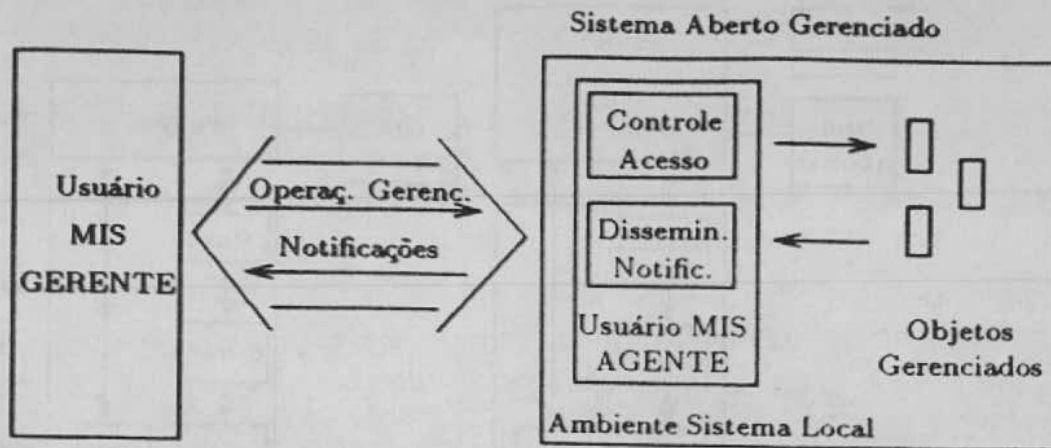 Sistema Aberto Gerenciado
Usuário
MIS
GERENTE
Operaç. Gerenç.
Notificações
Controle
Acesso
Dissemin.
Notific.
Usuário MIS
AGENTE
Objetos
Gerenciados
Ambiente Sistema Local